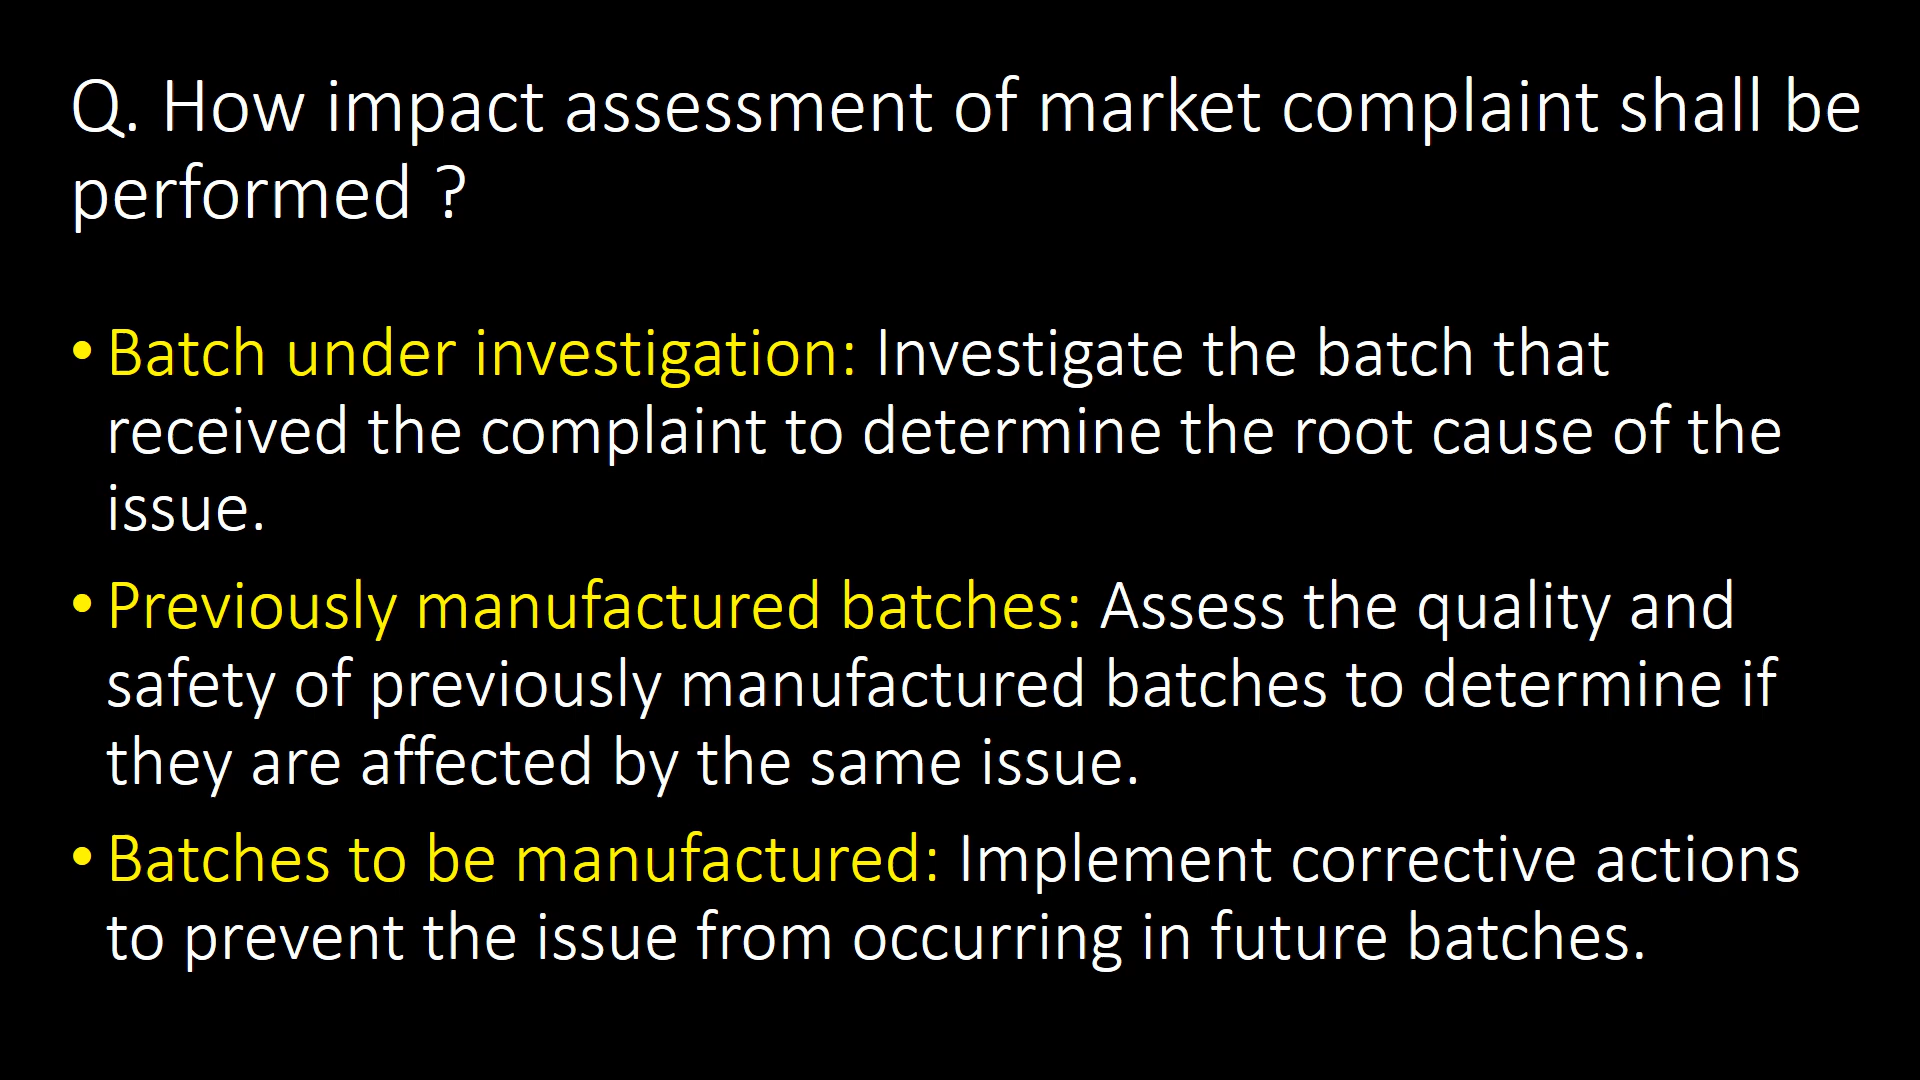 Q. How impact assessment of market complaint shall be
performed ?
• Batch under investigation: Investigate the batch that
received the complaint to determine the root cause of the
issue.
• Previously manufactured batches: Assess the quality and
safety of previously manufactured batches to determine if
they are affected by the same issue.
• Batches to be manufactured: Implement corrective actions
to prevent the issue from occurring in future batches.